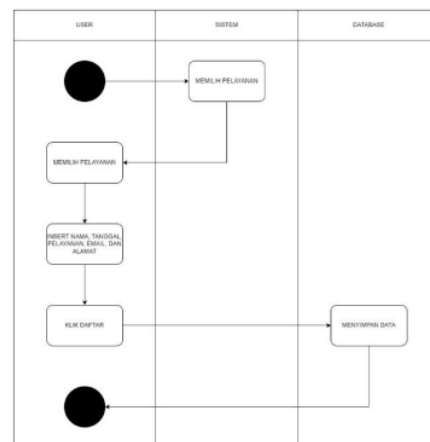 USER
SISTEM
DATABASE
MEMILIH PELAYANAN
MEMILIH PELAYANAN
INSERT NAMA, TANGGAL,
PELAYANAN, EMAIL, DAN
ALAMAT
KLIK DAFTAR
MENYIMPAN DATA